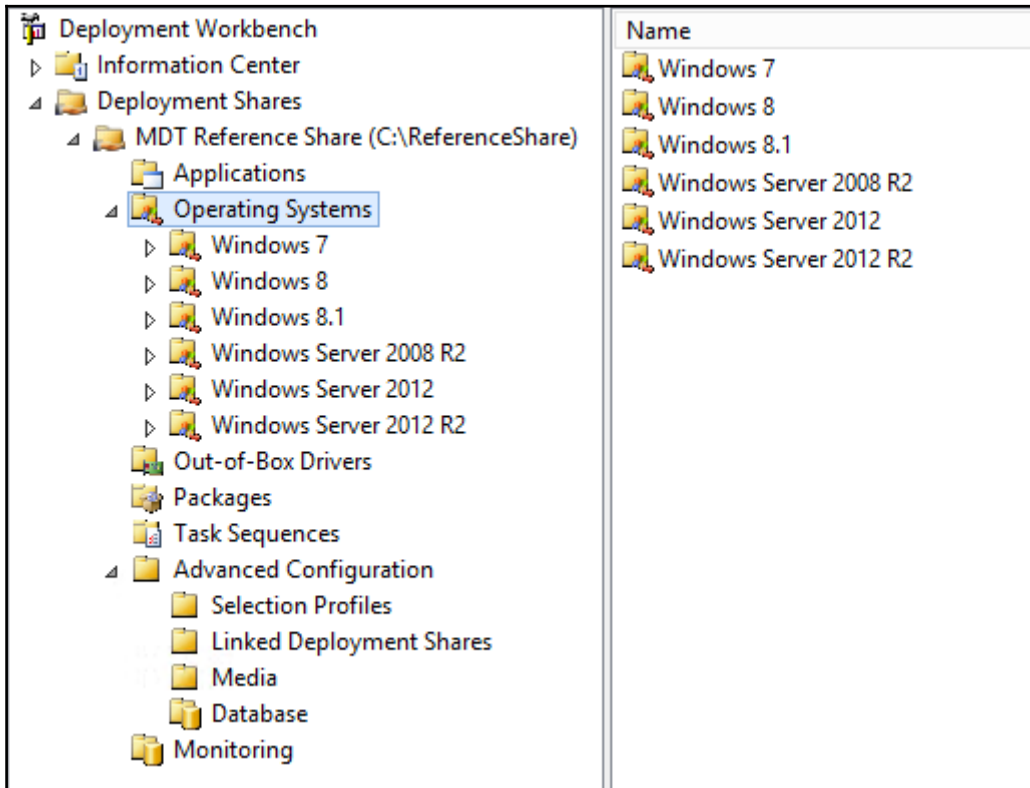 Deployment Workbench
Information Center
Deployment Shares
MDT Reference Share (C:\ReferenceShare)
Applications
Operating Systems
Windows 7
Windows 8
Windows 8.1
Windows Server 2008 R2
Windows Server 2012
Windows Server 2012 R2
Out-of-Box Drivers
Packages
Task Sequences
Advanced Configuration
Selection Profiles
Linked Deployment Shares
Media
Database
Monitoring
Name
Windows 7
Windows 8
Windows 8.1
Windows Server 2008 R2
Windows Server 2012
Windows Server 2012 R2